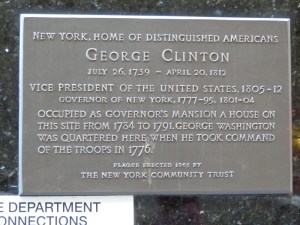 NEW YORK, HOME OF DISTINGUISHED AMERICANS
GEORGE CLINTON
JULY 26, 1739 – APRIL 20, 1812
VICE PRESIDENT OF THE UNITED STATES, 1805-12
GOVERNOR OF NEW YORK, 1777-95, 1801-04
OCCUPIED AS GOVERNOR'S MANSION A HOUSE ON
THIS SITE FROM 1784 TO 1791. GEORGE WASHINGTON
WAS QUARTERED HERE, WHEN HE TOOK COMMAND
OF THE TROOPS IN 1776.
PLAQUE ERECTED BY
THE NEW YORK COMMUNITY TRUST
E DEPARTMENT
ONNECTIONS